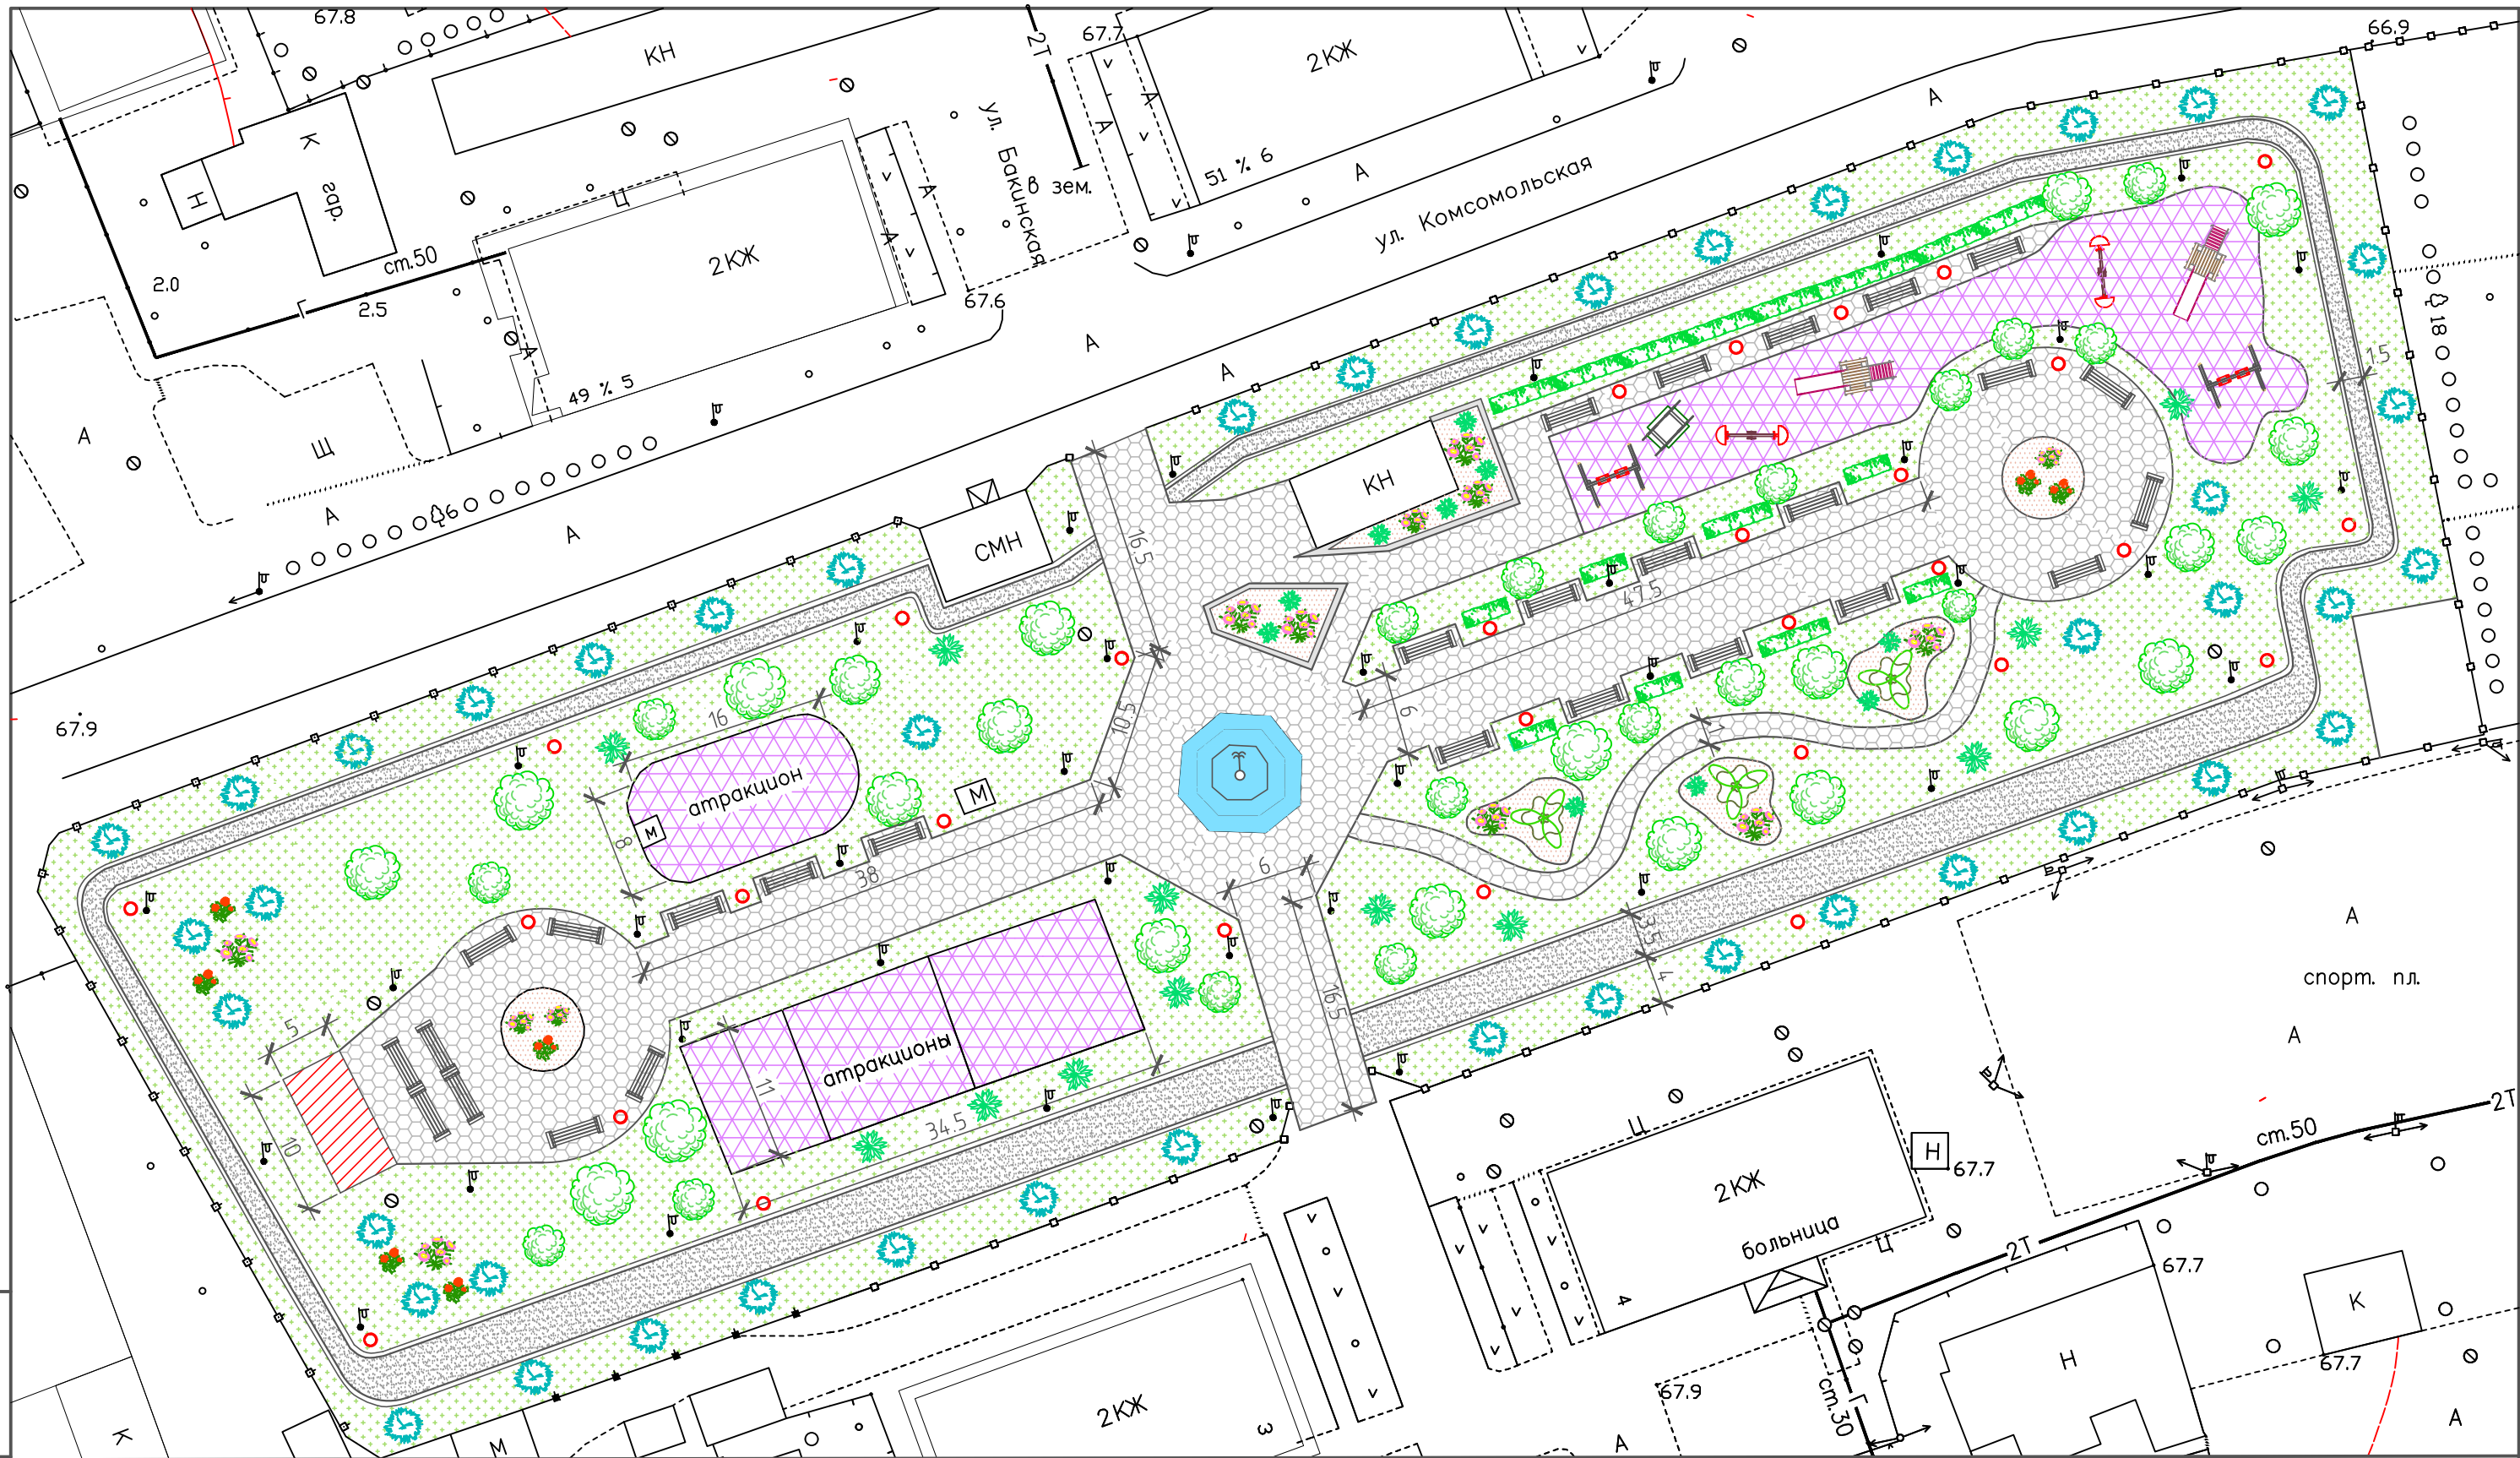 67.8
КН
2Т
67.7
2КЖ
66.9
К
гар.
Н
ул. Бакинская
в зем.
А
А
51 % 6
А
А
ул. Комсомольская
2.0
ст.50
2.5
Ц
2КЖ
А
А
67.6
18
А
49 % 5
А
А
1.5
А
Щ
А
6
А
КН
СМН
16.5
47.5
67.9
16
10.5
6
1
атракцион
М
М
8
38
6
3.5
4
А
спорт. пл.
А
5
16.5
атракционы
11
10
34.5
2Т
ст.50
Ц
Н
67.7
2КЖ
больница
Ц
2Т
67.7
4
К
Н
67.7
67.9
ст.30
2КЖ
3
К
М
А
А